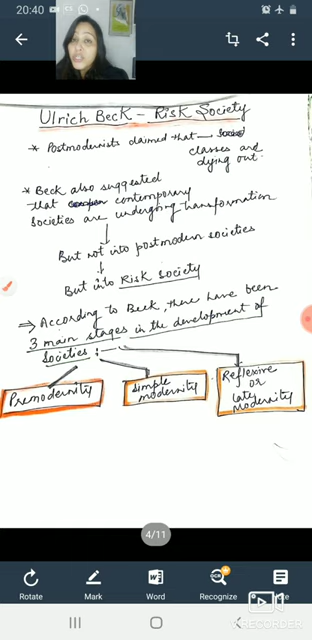 20:40
Ulrich Beck - Risk Society
* Postmodernists claimed that —
classes are
dying out.
* Beck also suggested
that contemporary
societies are undergoing transformation
But not into postmodern societies
But into Risk Society
⇒ According to Beck, there have been
3 main stages in the development of
Societies :
Premodernity
Simple
modernity
Reflexive
or
Late
Modernity
4/11
Rotate
Mark
Word
OCR
Recognize
RECORDER